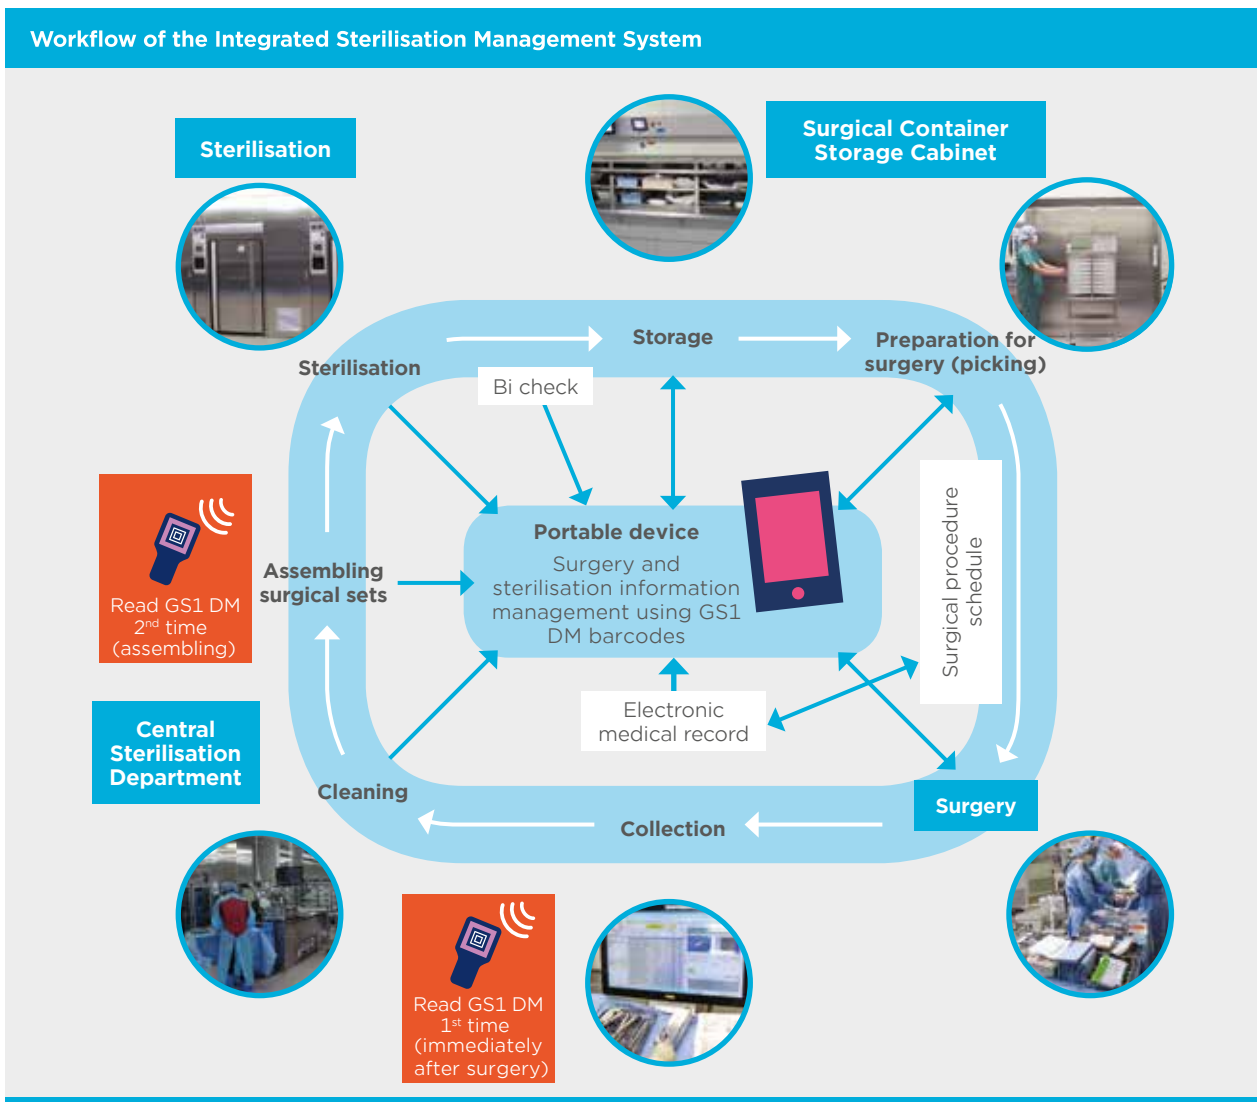 Workflow of the Integrated Sterilisation Management System
Sterilisation
Surgical Container
Storage Cabinet
Storage
Preparation for
surgery (picking)
Sterilisation
Bi check
Portable device
Surgery and
sterilisation information
management using GS1
DM barcodes
Surgical procedure
schedule
Assembling
surgical sets
Read GS1 DM
2nd time
(assembling)
Electronic
medical record
Central
Sterilisation
Department
Cleaning
Collection
Surgery
Read GS1 DM
1st time
(immediately
after surgery)